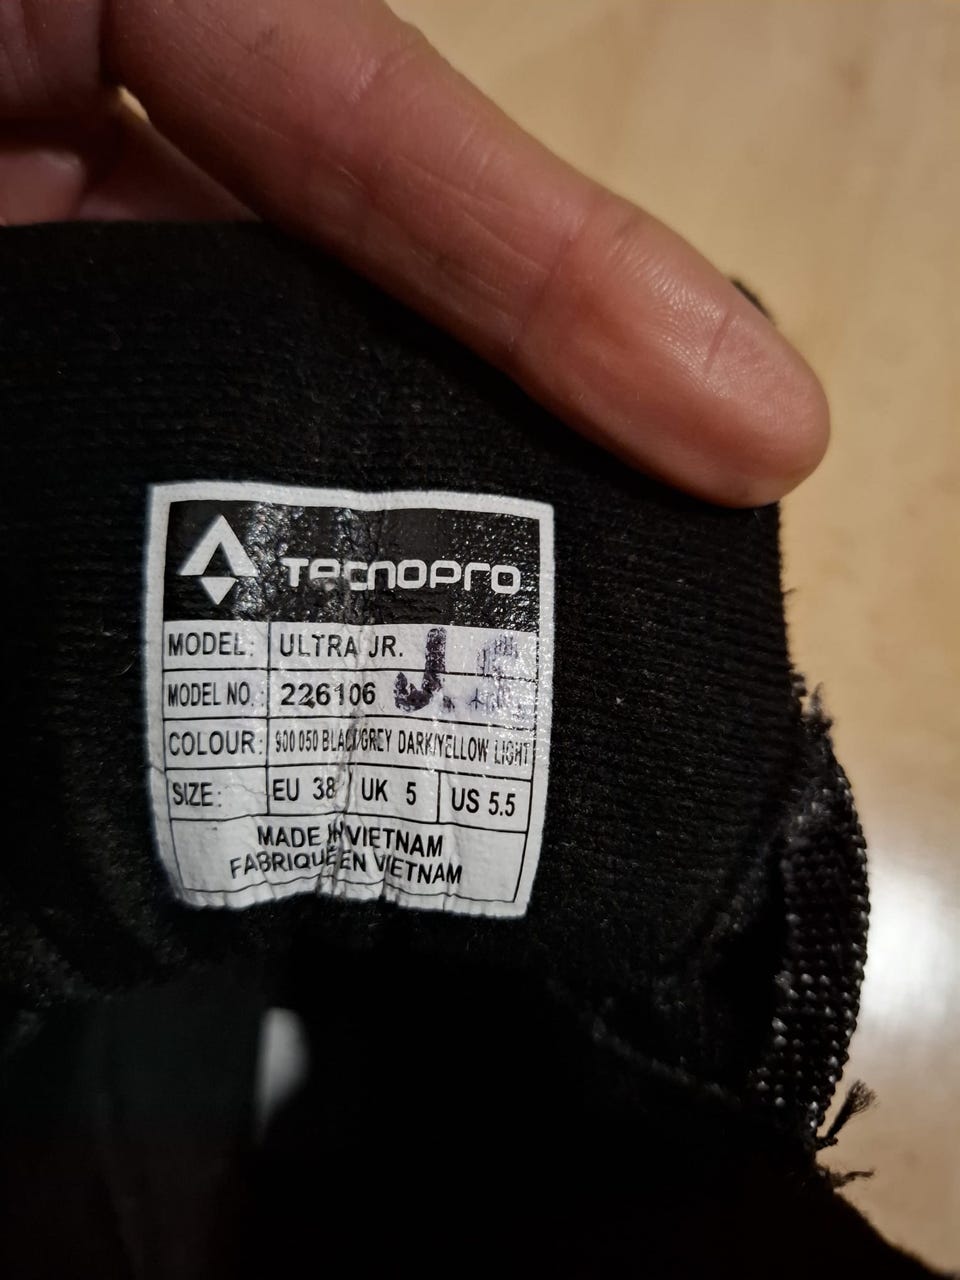 TECNOPRO
MODEL: ULTRA JR.
MODEL NO.: 226106 J.
COLOUR: 900 050 BLACK/GREY DARK/YELLOW LIGHT
SIZE: EU 38 UK 5 US 5.5
MADE IN VIETNAM
FABRIQUÉ EN VIETNAM